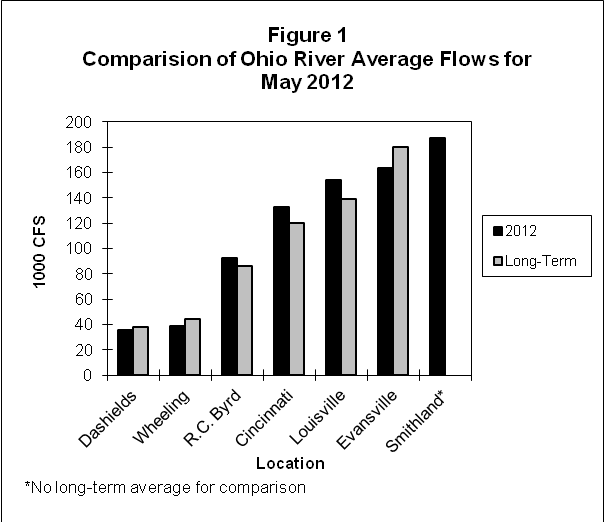 Figure 1
Comparision of Ohio River Average Flows for
May 2012
200
180
160
140
120
100
80
60
40
20
0
1000 CFS
2012
Long-Term
Dashields
Wheeling
R.C. Byrd
Cincinnati
Louisville
Evansville
Smithland*
Location
*No long-term average for comparison